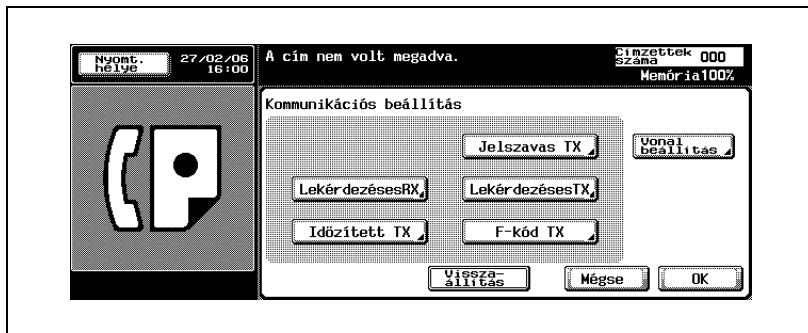 Nyomt. hélye
27/02/06
16:00
A cím nem volt megadva.
Címzettek száma 000
Memória100%
Kommunikációs beállítás
Jelszavas TX
Vonal beállítás
LekérdezésesRX
LekérdezésesTX
Időzített TX
F-kód TX
Vissza-
állítás
Mégse
OK